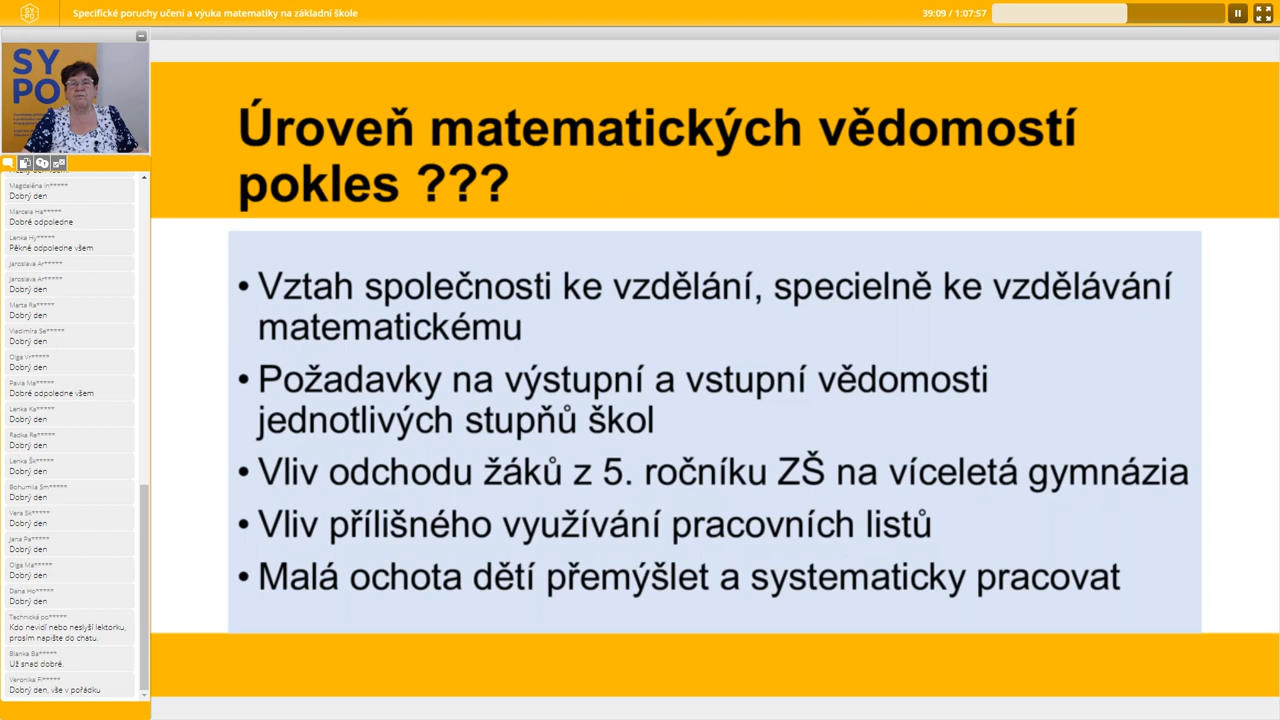 Specifické poruchy učení a výuka matematiky na základní škole
39:09 / 1:07:57
SY
PO
Úroveň matematických vědomostí
pokles ???
• Vztah společnosti ke vzdělání, specielně ke vzdělávání
matematickému
• Požadavky na výstupní a vstupní vědomosti
jednotlivých stupňů škol
• Vliv odchodu žáků z 5. ročníku ZŠ na víceletá gymnázia
• Vliv přílišného využívání pracovních listů
• Malá ochota dětí přemýšlet a systematicky pracovat
Magdaléna In*****
Dobrý den
Marcela Ha*****
Dobré odpoledne
Lenka Hy*****
Pěkné odpoledne všem
Jaroslava Ar*****
Jaroslava Ar*****
Dobrý den
Marta Ra*****
Dobrý den
Vladimíra Se*****
Dobrý den
Olga Vr*****
Dobrý den
Pavla Ma*****
Dobré odpoledne všem
Lenka Ka*****
Dobrý den
Radka Re*****
Dobrý den
Lenka Šk*****
Dobrý den
Bohumila Sm*****
Dobrý den
Vera Sk*****
Dobrý den
Jana Pa*****
Dobrý den
Olga Ma*****
Dobrý den
Dana Ho*****
Dobrý den
Technická po*****
Kdo nevidí nebo neslyší lektorku,
prosím napište do chatu.
Blanka Ba*****
Už snad dobré.
Veronika Fi*****
Dobrý den, vše v pořádku